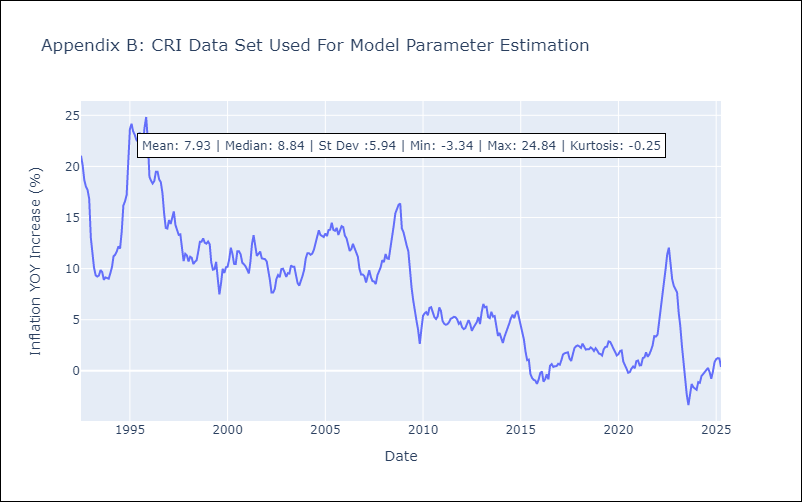 Appendix B: CRI Data Set Used For Model Parameter Estimation
25
Mean: 7.93 | Median: 8.84 | St Dev :5.94 | Min: -3.34 | Max: 24.84 | Kurtosis: -0.25
20
15
10
5
0
Inflation YOY Increase (%)
1995 2000 2005 2010 2015 2020 2025
Date